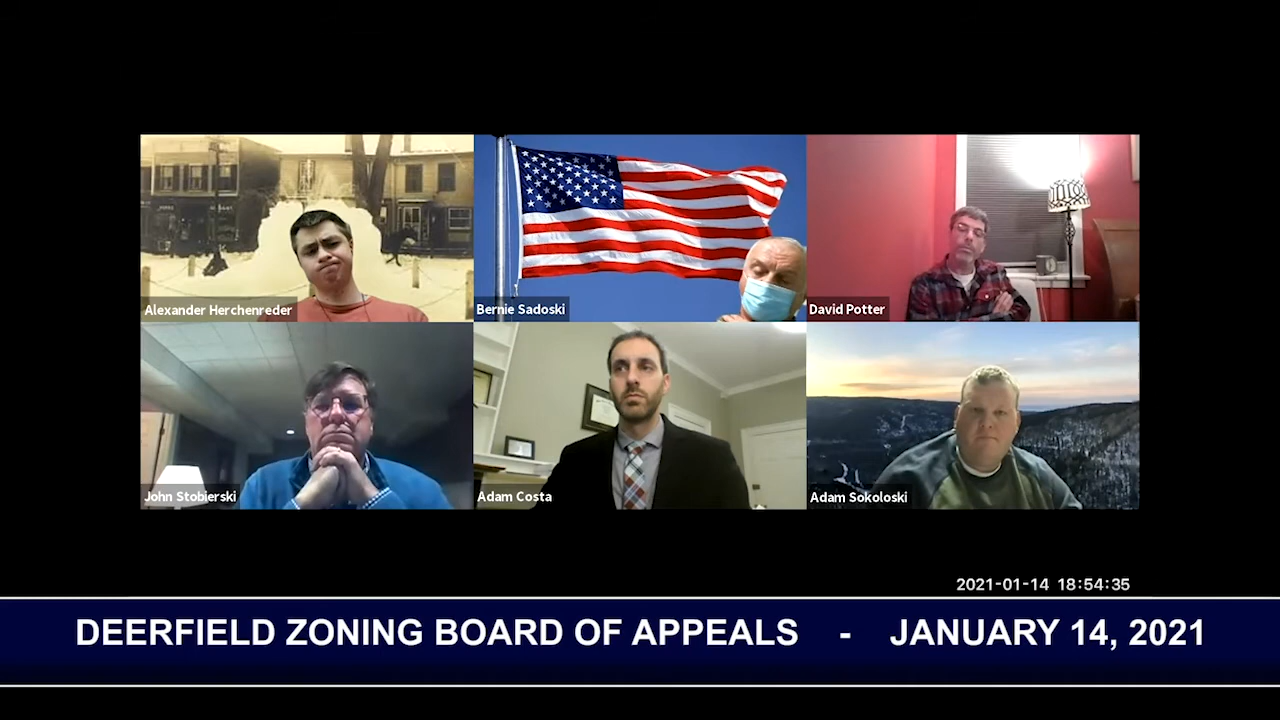 Alexander Herchenreder
Bernie Sadoski
David Potter
John Stobierski
Adam Costa
Adam Sokoloski
2021-01-14 18:54:35
DEERFIELD ZONING BOARD OF APPEALS - JANUARY 14, 2021